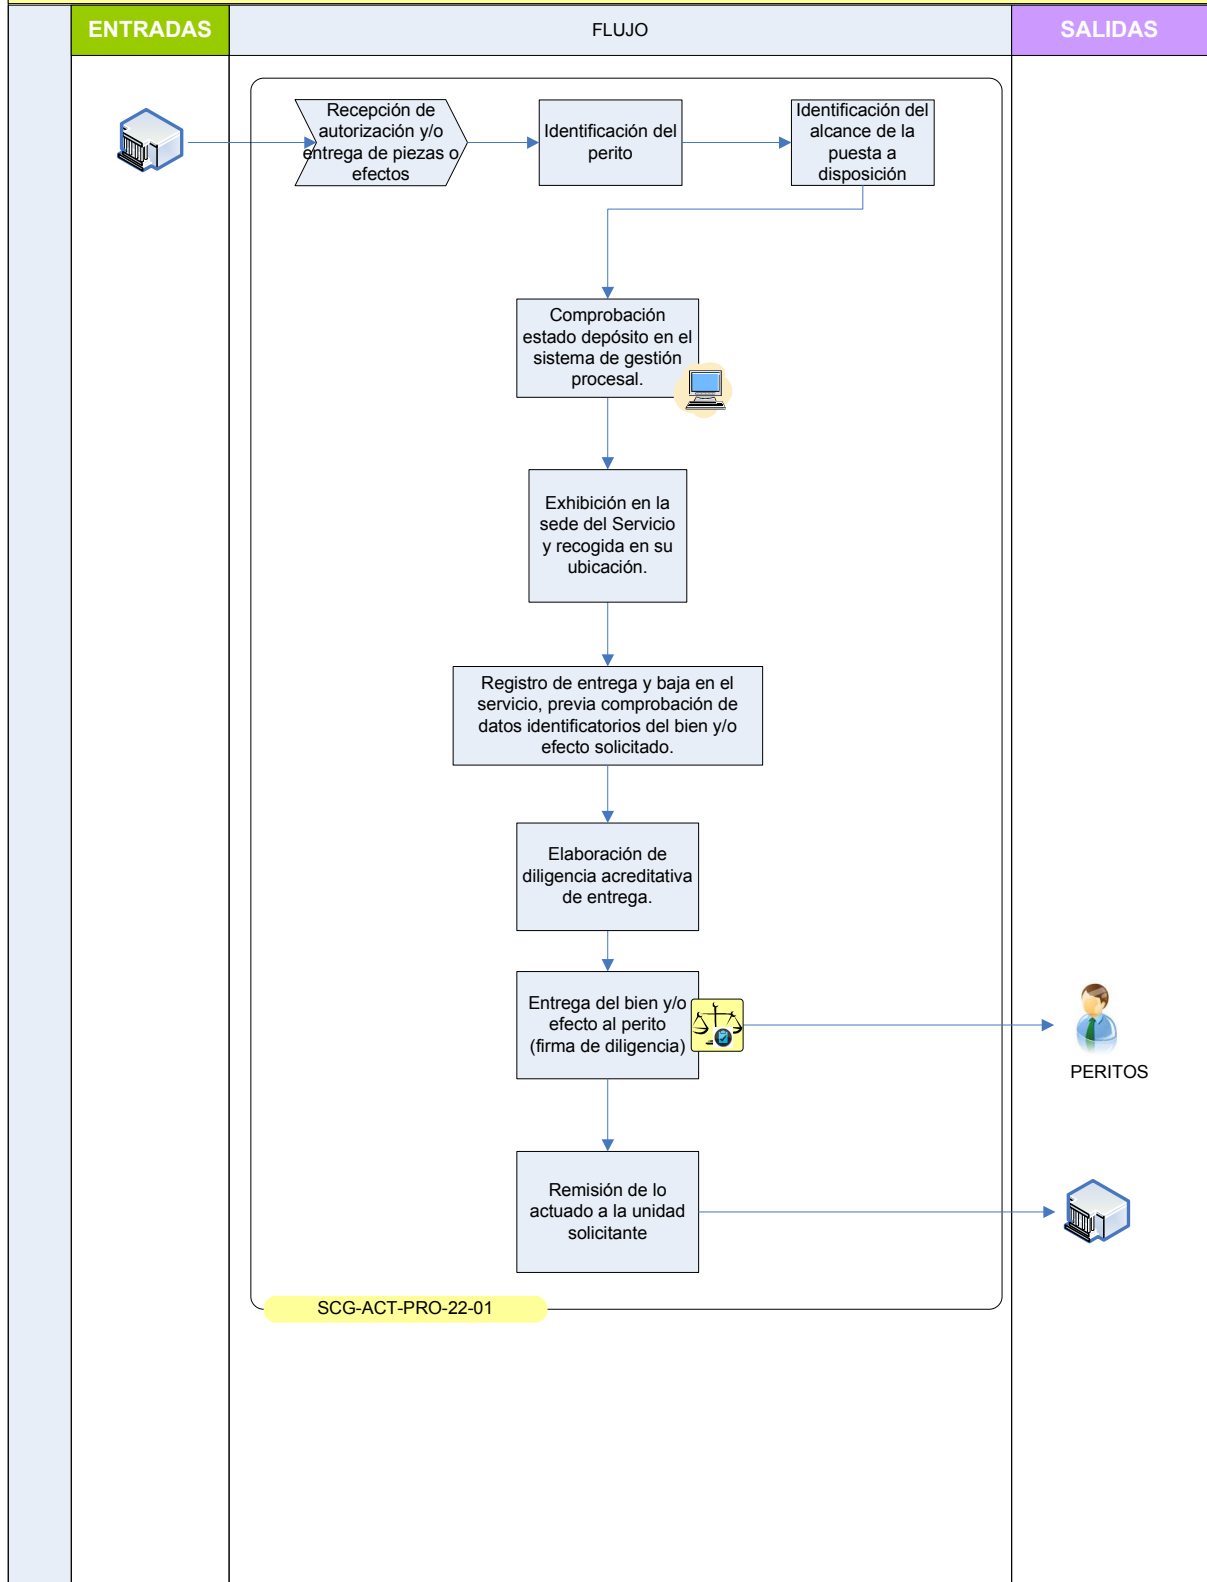 ENTRADAS
FLUJO
SALIDAS
Recepción de
autorización y/o
entrega de piezas o
efectos
Identificación del
perito
Identificación del
alcance de la
puesta a
disposición
Comprobación
estado depósito en el
sistema de gestión
procesal.
Exhibición en la
sede del Servicio
y recogida en su
ubicación.
Registro de entrega y baja en el
servicio, previa comprobación de
datos identificatorios del bien y/o
efecto solicitado.
Elaboración de
diligencia acreditativa
de entrega.
Entrega del bien y/o
efecto al perito
(firma de diligencia)
PERITOS
Remisión de lo
actuado a la unidad
solicitante
SCG-ACT-PRO-22-01